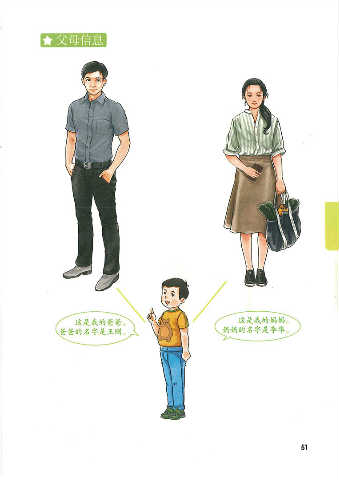 父母信息
这是我的爸爸，
爸爸的名字是王刚。
这是我的妈妈，
妈妈的名字是李华。
61